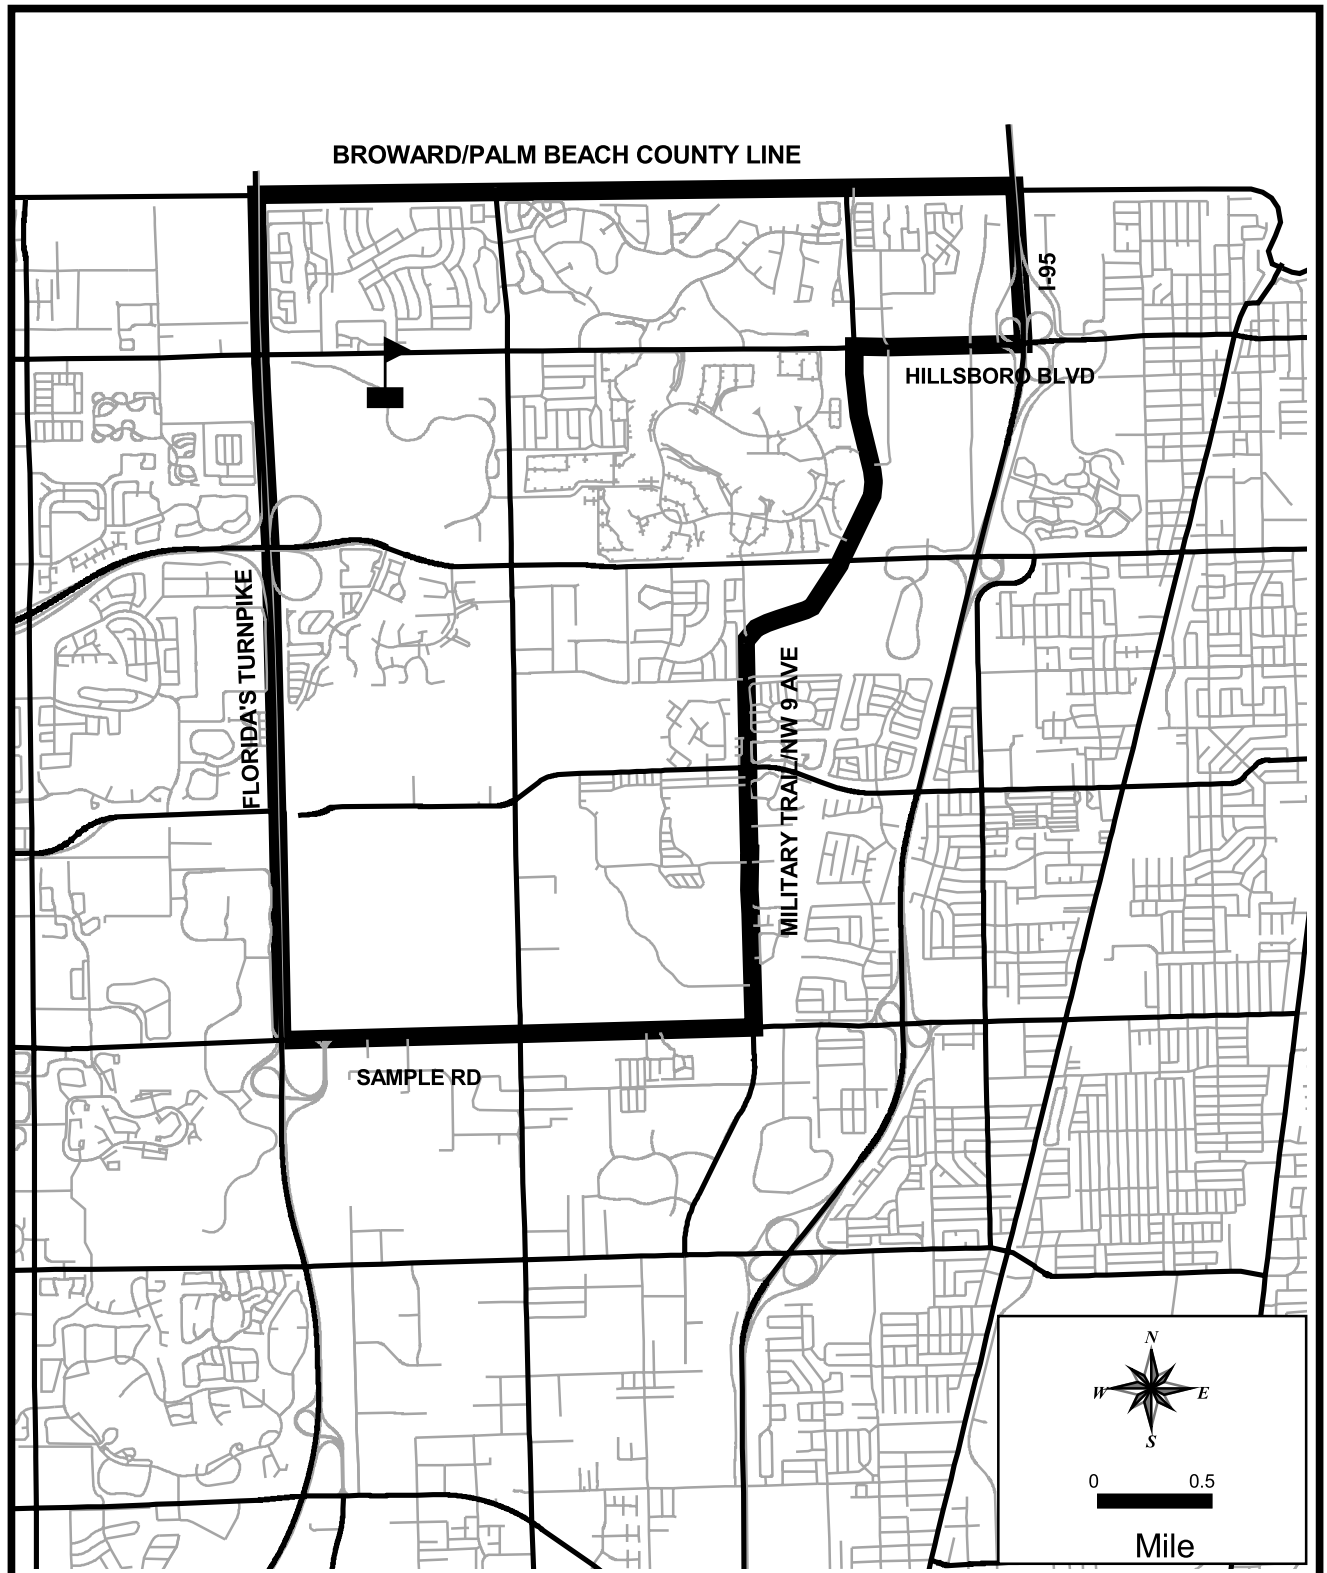 BROWARD/PALM BEACH COUNTY LINE
I-95
HILLSBORO BLVD
FLORIDA'S TURNPIKE
MILITARY TRAIL/NW 9 AVE
SAMPLE RD
N
W E
S
0 0.5
Mile